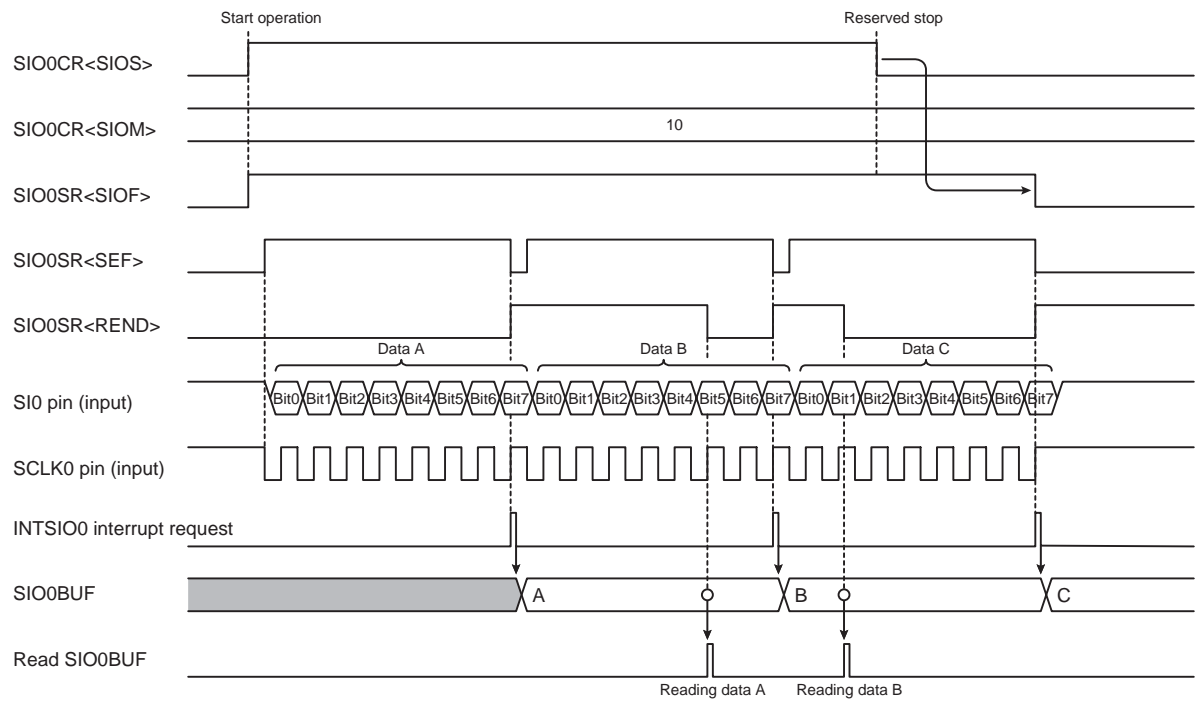 Start operation
Reserved stop
SIO0CR<SIOS>
SIO0CR<SIOM>
10
SIO0SR<SIOF>
SIO0SR<SEF>
SIO0SR<REND>
Data A
Data B
Data C
SI0 pin (input)
Bit0 Bit1 Bit2 Bit3 Bit4 Bit5 Bit6 Bit7 Bit0 Bit1 Bit2 Bit3 Bit4 Bit5 Bit6 Bit7 Bit0 Bit1 Bit2 Bit3 Bit4 Bit5 Bit6 Bit7
SCLK0 pin (input)
INTSIO0 interrupt request
SIO0BUF
A
B
C
Read SIO0BUF
Reading data A
Reading data B